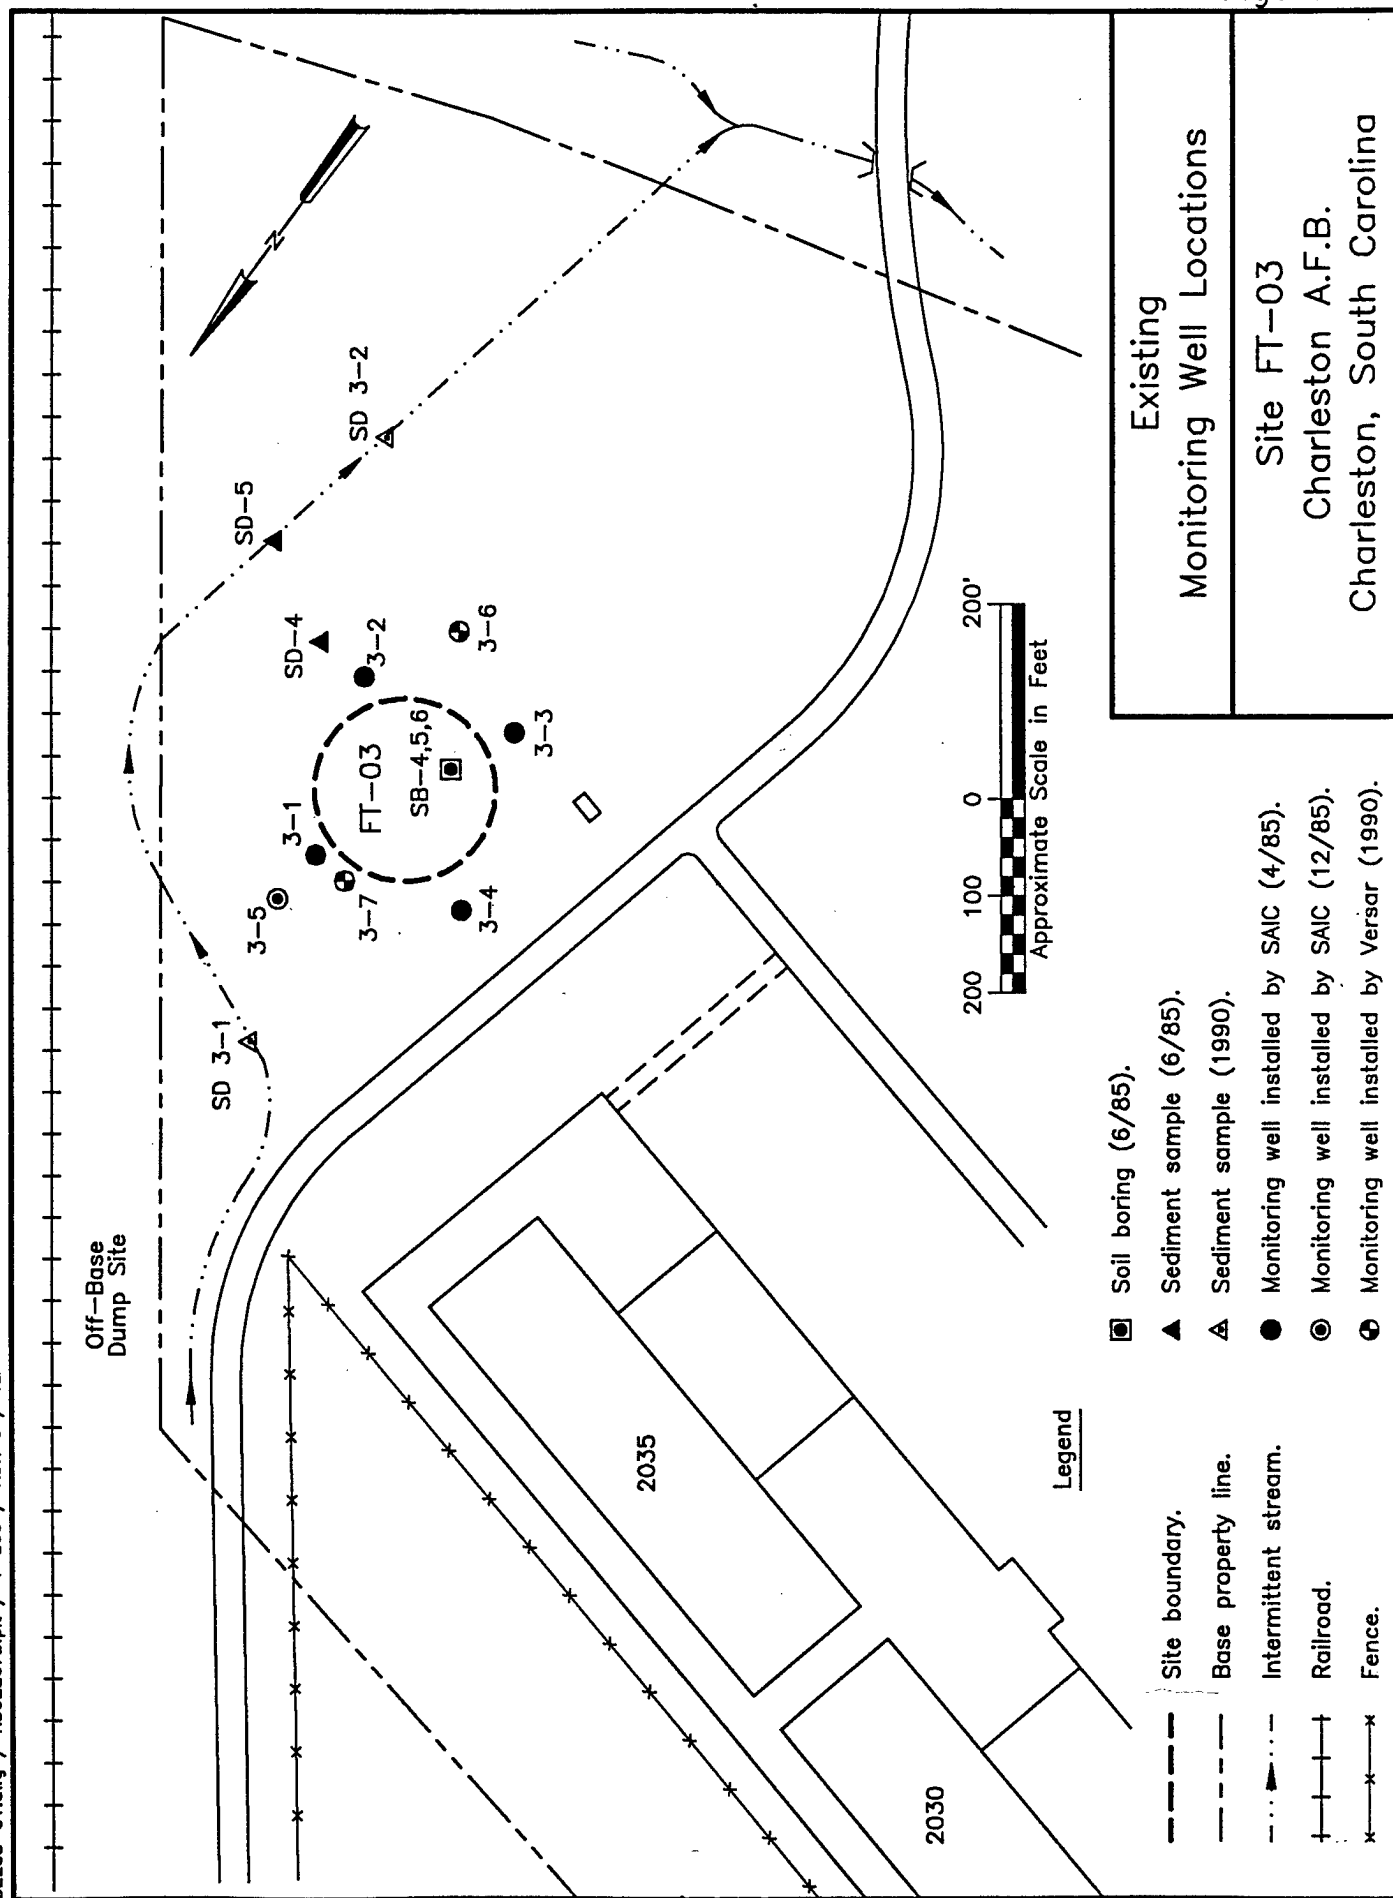 Off-Base
Dump Site
N
SD 3-1
3-5
3-1
3-7
3-4
FT-03
SB-4,5,6
SD-4
3-2
3-6
3-3
SD-5
SD 3-2
2035
2030
200 100 0 200'
Approximate Scale in Feet
Legend
Site boundary.
Base property line.
Intermittent stream.
Railroad.
Fence.
Soil boring (6/85).
Sediment sample (6/85).
Sediment sample (1990).
Monitoring well installed by SAIC (4/85).
Monitoring well installed by SAIC (12/85).
Monitoring well installed by Versar (1990).
Existing
Monitoring Well Locations
Site FT-03
Charleston A.F.B.
Charleston, South Carolina